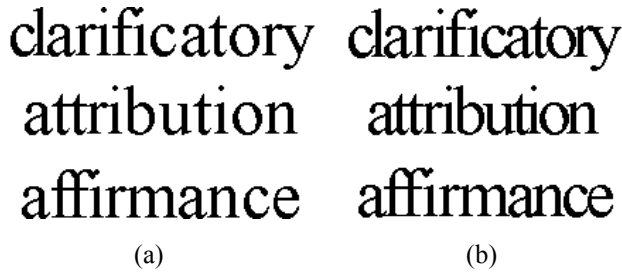 clarificatory clarificatory
attribution attribution
affirmance affirmance
(a) (b)